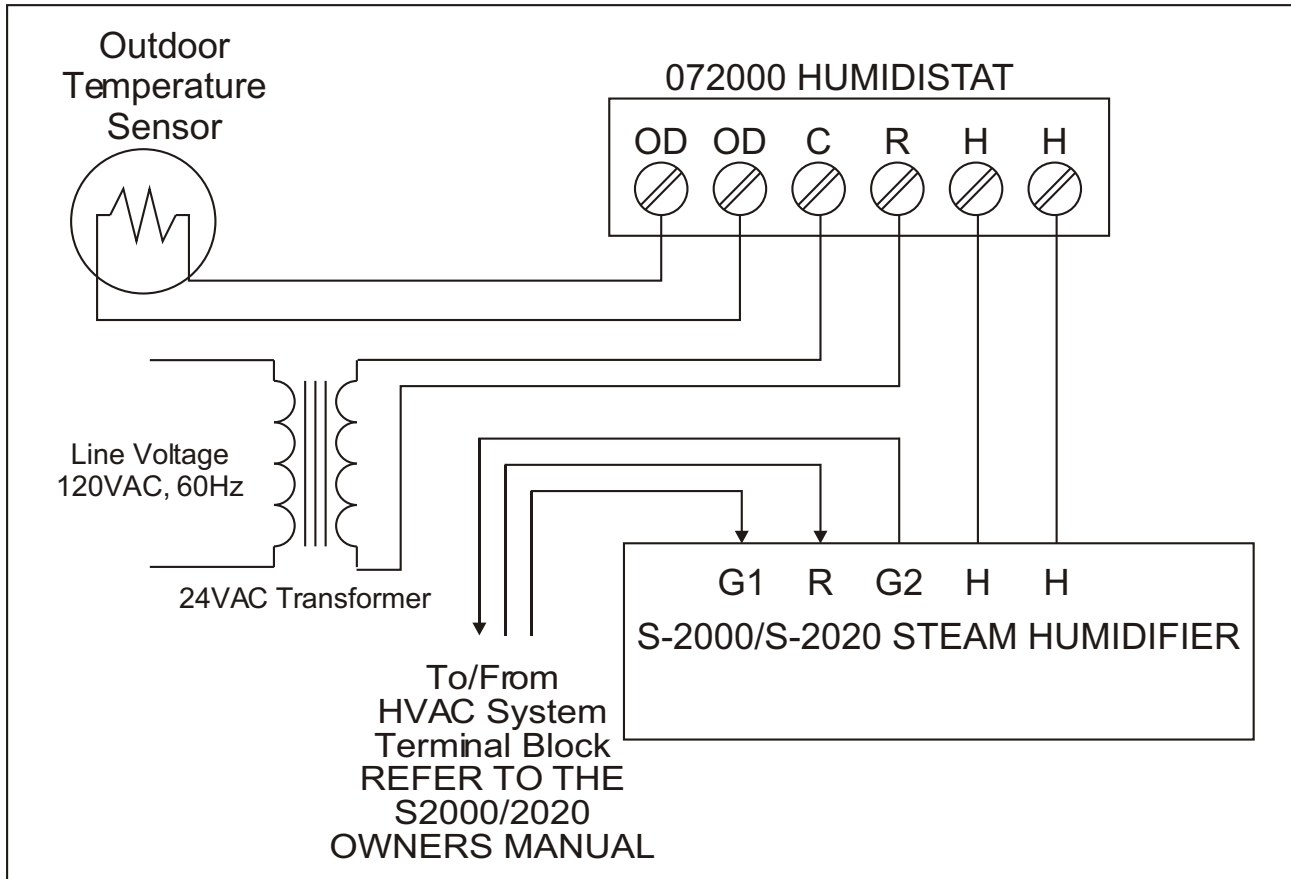 Outdoor
Temperature
Sensor
072000 HUMIDISTAT
OD OD C R H H
Line Voltage
120VAC, 60Hz
24VAC Transformer
G1 R G2 H H
S-2000/S-2020 STEAM HUMIDIFIER
To/From
HVAC System
Terminal Block
REFER TO THE
S2000/2020
OWNERS MANUAL